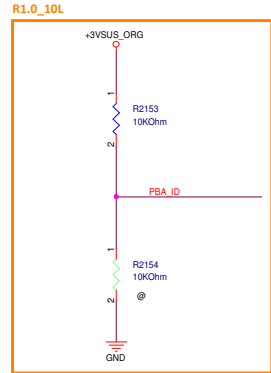 R1.0_10L
+3VSUS_ORG
1
R2153
10KOhm
2
PBA_ID
1
R2154
10KOhm
2
@
GND